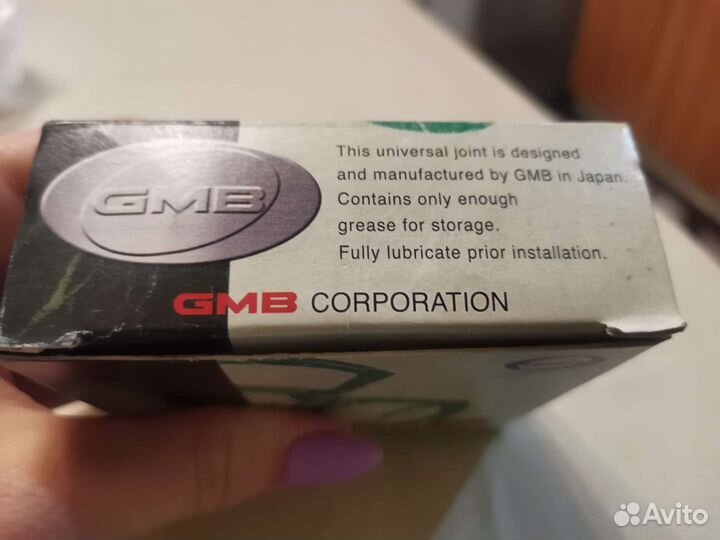 GMB
This universal joint is designed
and manufactured by GMB in Japan.
Contains only enough
grease for storage.
Fully lubricate prior installation.
GMB CORPORATION
Avito